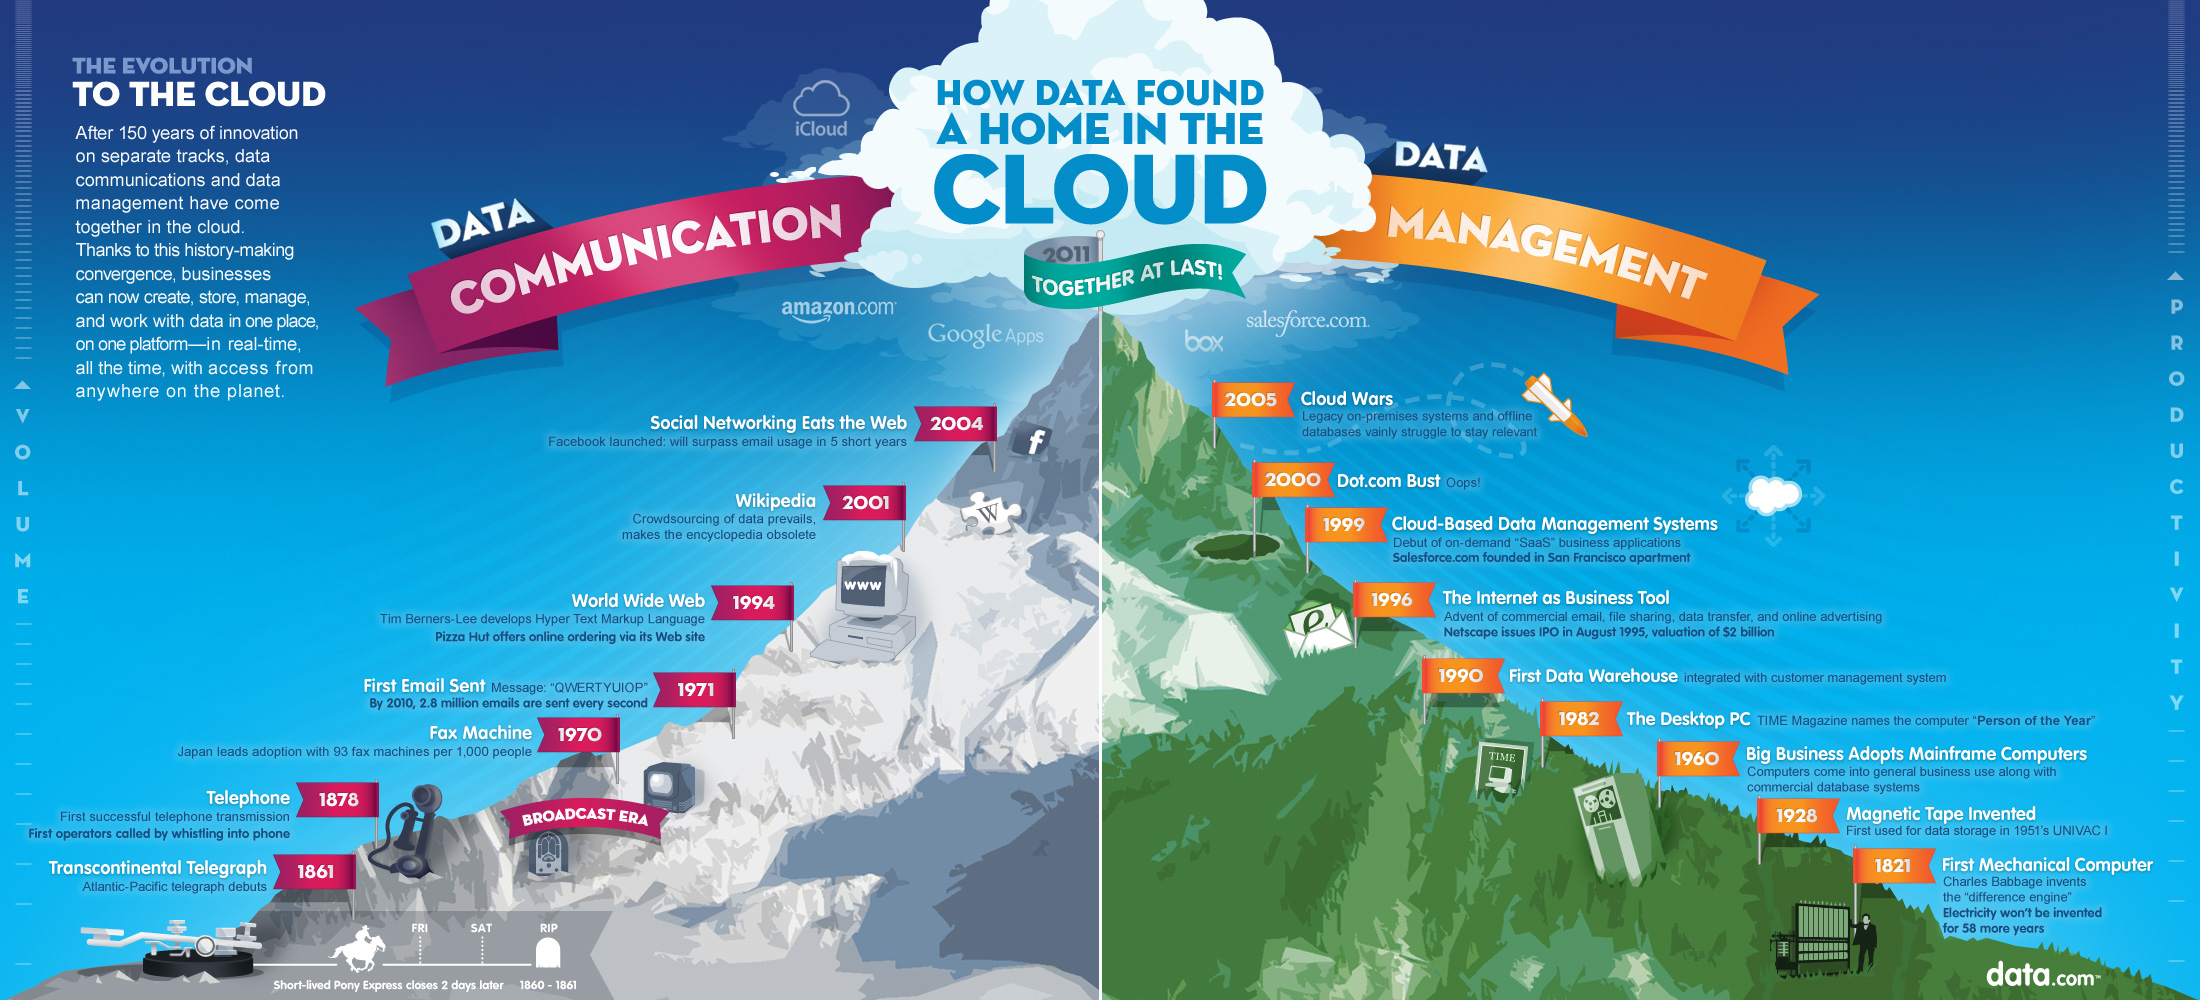 THE EVOLUTION
TO THE CLOUD
After 150 years of innovation
on separate tracks, data
communications and data
management have come
together in the cloud.
Thanks to this history-making
convergence, businesses
can now create, store, manage,
and work with data in one place,
on one platform—in real-time,
all the time, with access from
anywhere on the planet.
VOLUME
iCloud
HOW DATA FOUND
A HOME IN THE
CLOUD
DATA
COMMUNICATION
DATA
MANAGEMENT
2011
TOGETHER AT LAST!
amazon.com
Google Apps
box
salesforce.com
Social Networking Eats the Web 2004
Facebook launched: will surpass email usage in 5 short years
f
Wikipedia 2001
Crowdsourcing of data prevails,
makes the encyclopedia obsolete
W
World Wide Web 1994
Tim Berners-Lee develops Hyper Text Markup Language
Pizza Hut offers online ordering via its Web site
www
First Email Sent Message: “QWERTYUIOP” 1971
By 2010, 2.8 million emails are sent every second
Fax Machine 1970
Japan leads adoption with 93 fax machines per 1,000 people
Telephone 1878
First successful telephone transmission
First operators called by whistling into phone
BROADCAST ERA
Transcontinental Telegraph 1861
Atlantic-Pacific telegraph debuts
FRI SAT RIP
Short-lived Pony Express closes 2 days later 1860 - 1861
2005 Cloud Wars
Legacy on-premises systems and offline
databases vainly struggle to stay relevant
2000 Dot.com Bust Oops!
1999 Cloud-Based Data Management Systems
Debut of on-demand “SaaS” business applications
Salesforce.com founded in San Francisco apartment
1996 The Internet as Business Tool
Advent of commercial email, file sharing, data transfer, and online advertising
Netscape issues IPO in August 1995, valuation of $2 billion
e
1990 First Data Warehouse integrated with customer management system
1982 The Desktop PC TIME Magazine names the computer “Person of the Year”
TIME
1960 Big Business Adopts Mainframe Computers
Computers come into general business use along with
commercial database systems
1928 Magnetic Tape Invented
First used for data storage in 1951's UNIVAC I
1821 First Mechanical Computer
Charles Babbage invents
the “difference engine”
Electricity won't be invented
for 58 more years
PRODUCTIVITY
data.com™